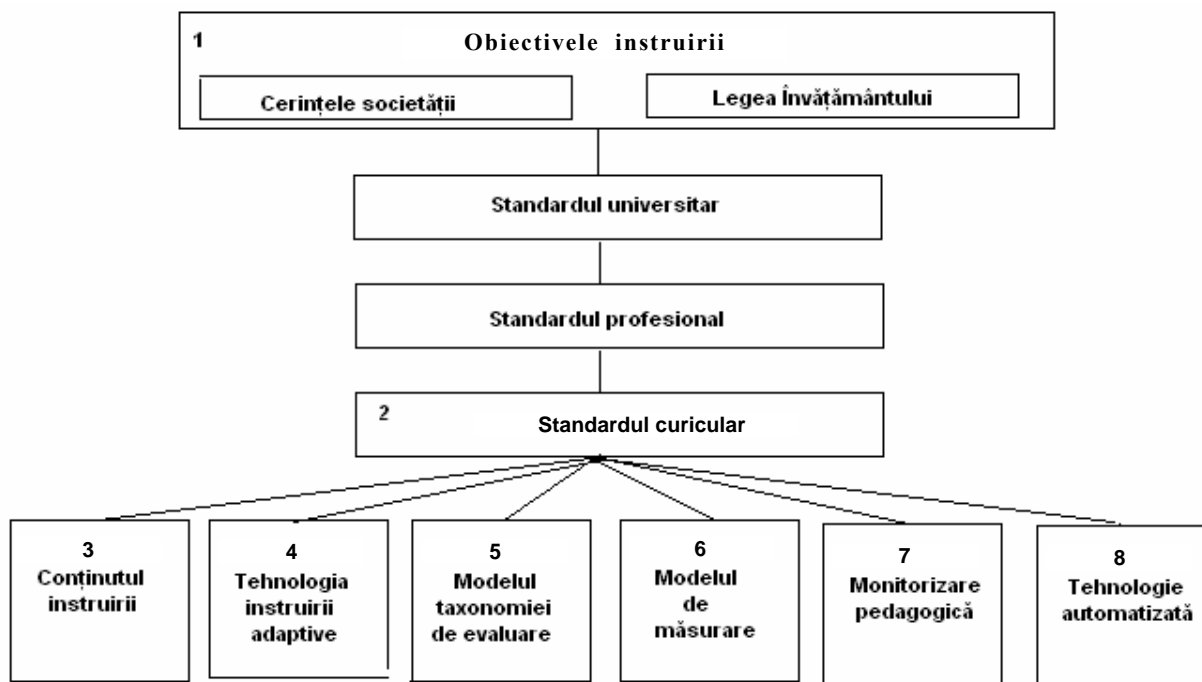 1 Obiectivele instruirii
Cerințele societății
Legea Învățământului
Standardul universitar
Standardul profesional
2 Standardul curicular
3
Conținutul
instruirii
4
Tehnologia
instruirii
adaptive
5
Modelul
taxonomiei
de evaluare
6
Modelul
de
măsurare
7
Monitorizare
pedagogică
8
Tehnologie
automatizată